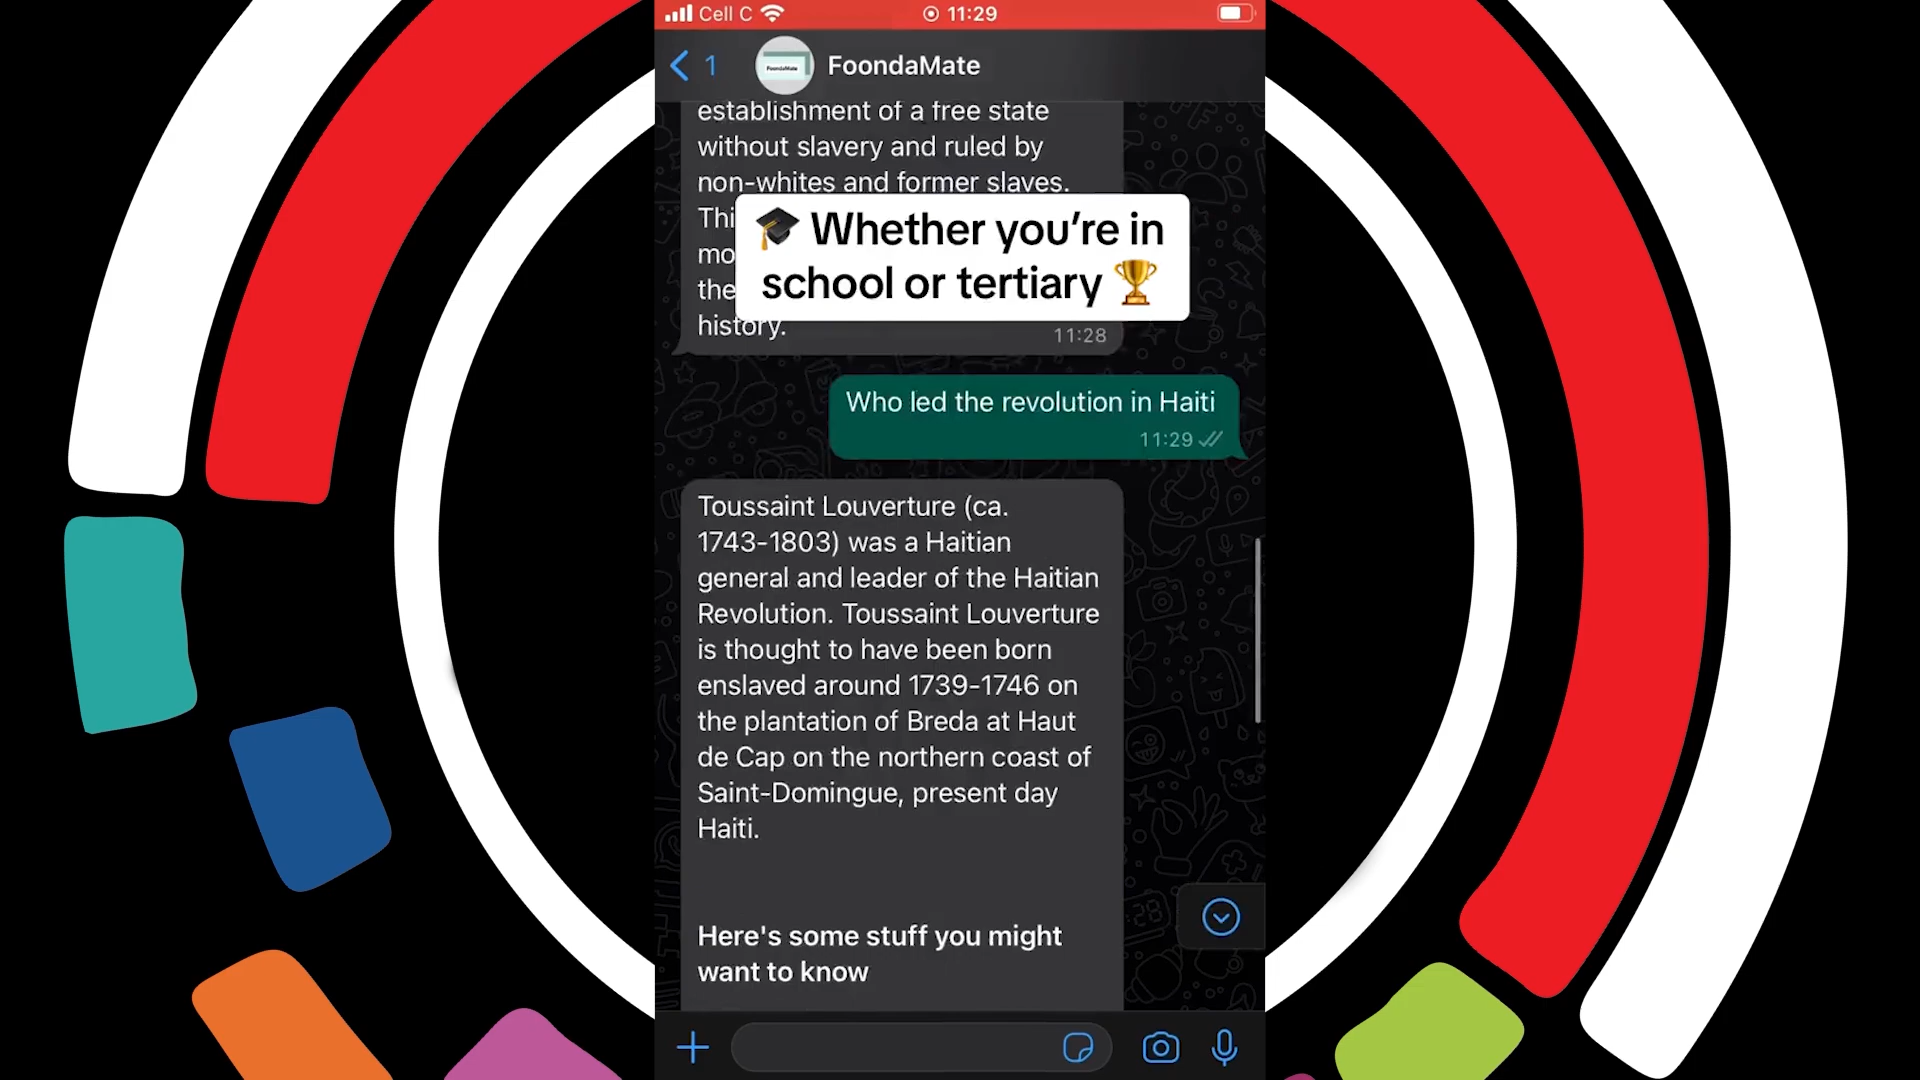 Cell C
11:29
1
FoondaMate
FoondaMate
establishment of a free state
without slavery and ruled by
non-whites and former slaves.
Thi
mo
the
history.
11:28
🎓 Whether you’re in
school or tertiary 🏆
Who led the revolution in Haiti
11:29
Toussaint Louverture (ca.
1743-1803) was a Haitian
general and leader of the Haitian
Revolution. Toussaint Louverture
is thought to have been born
enslaved around 1739-1746 on
the plantation of Breda at Haut
de Cap on the northern coast of
Saint-Domingue, present day
Haiti.
Here's some stuff you might
want to know